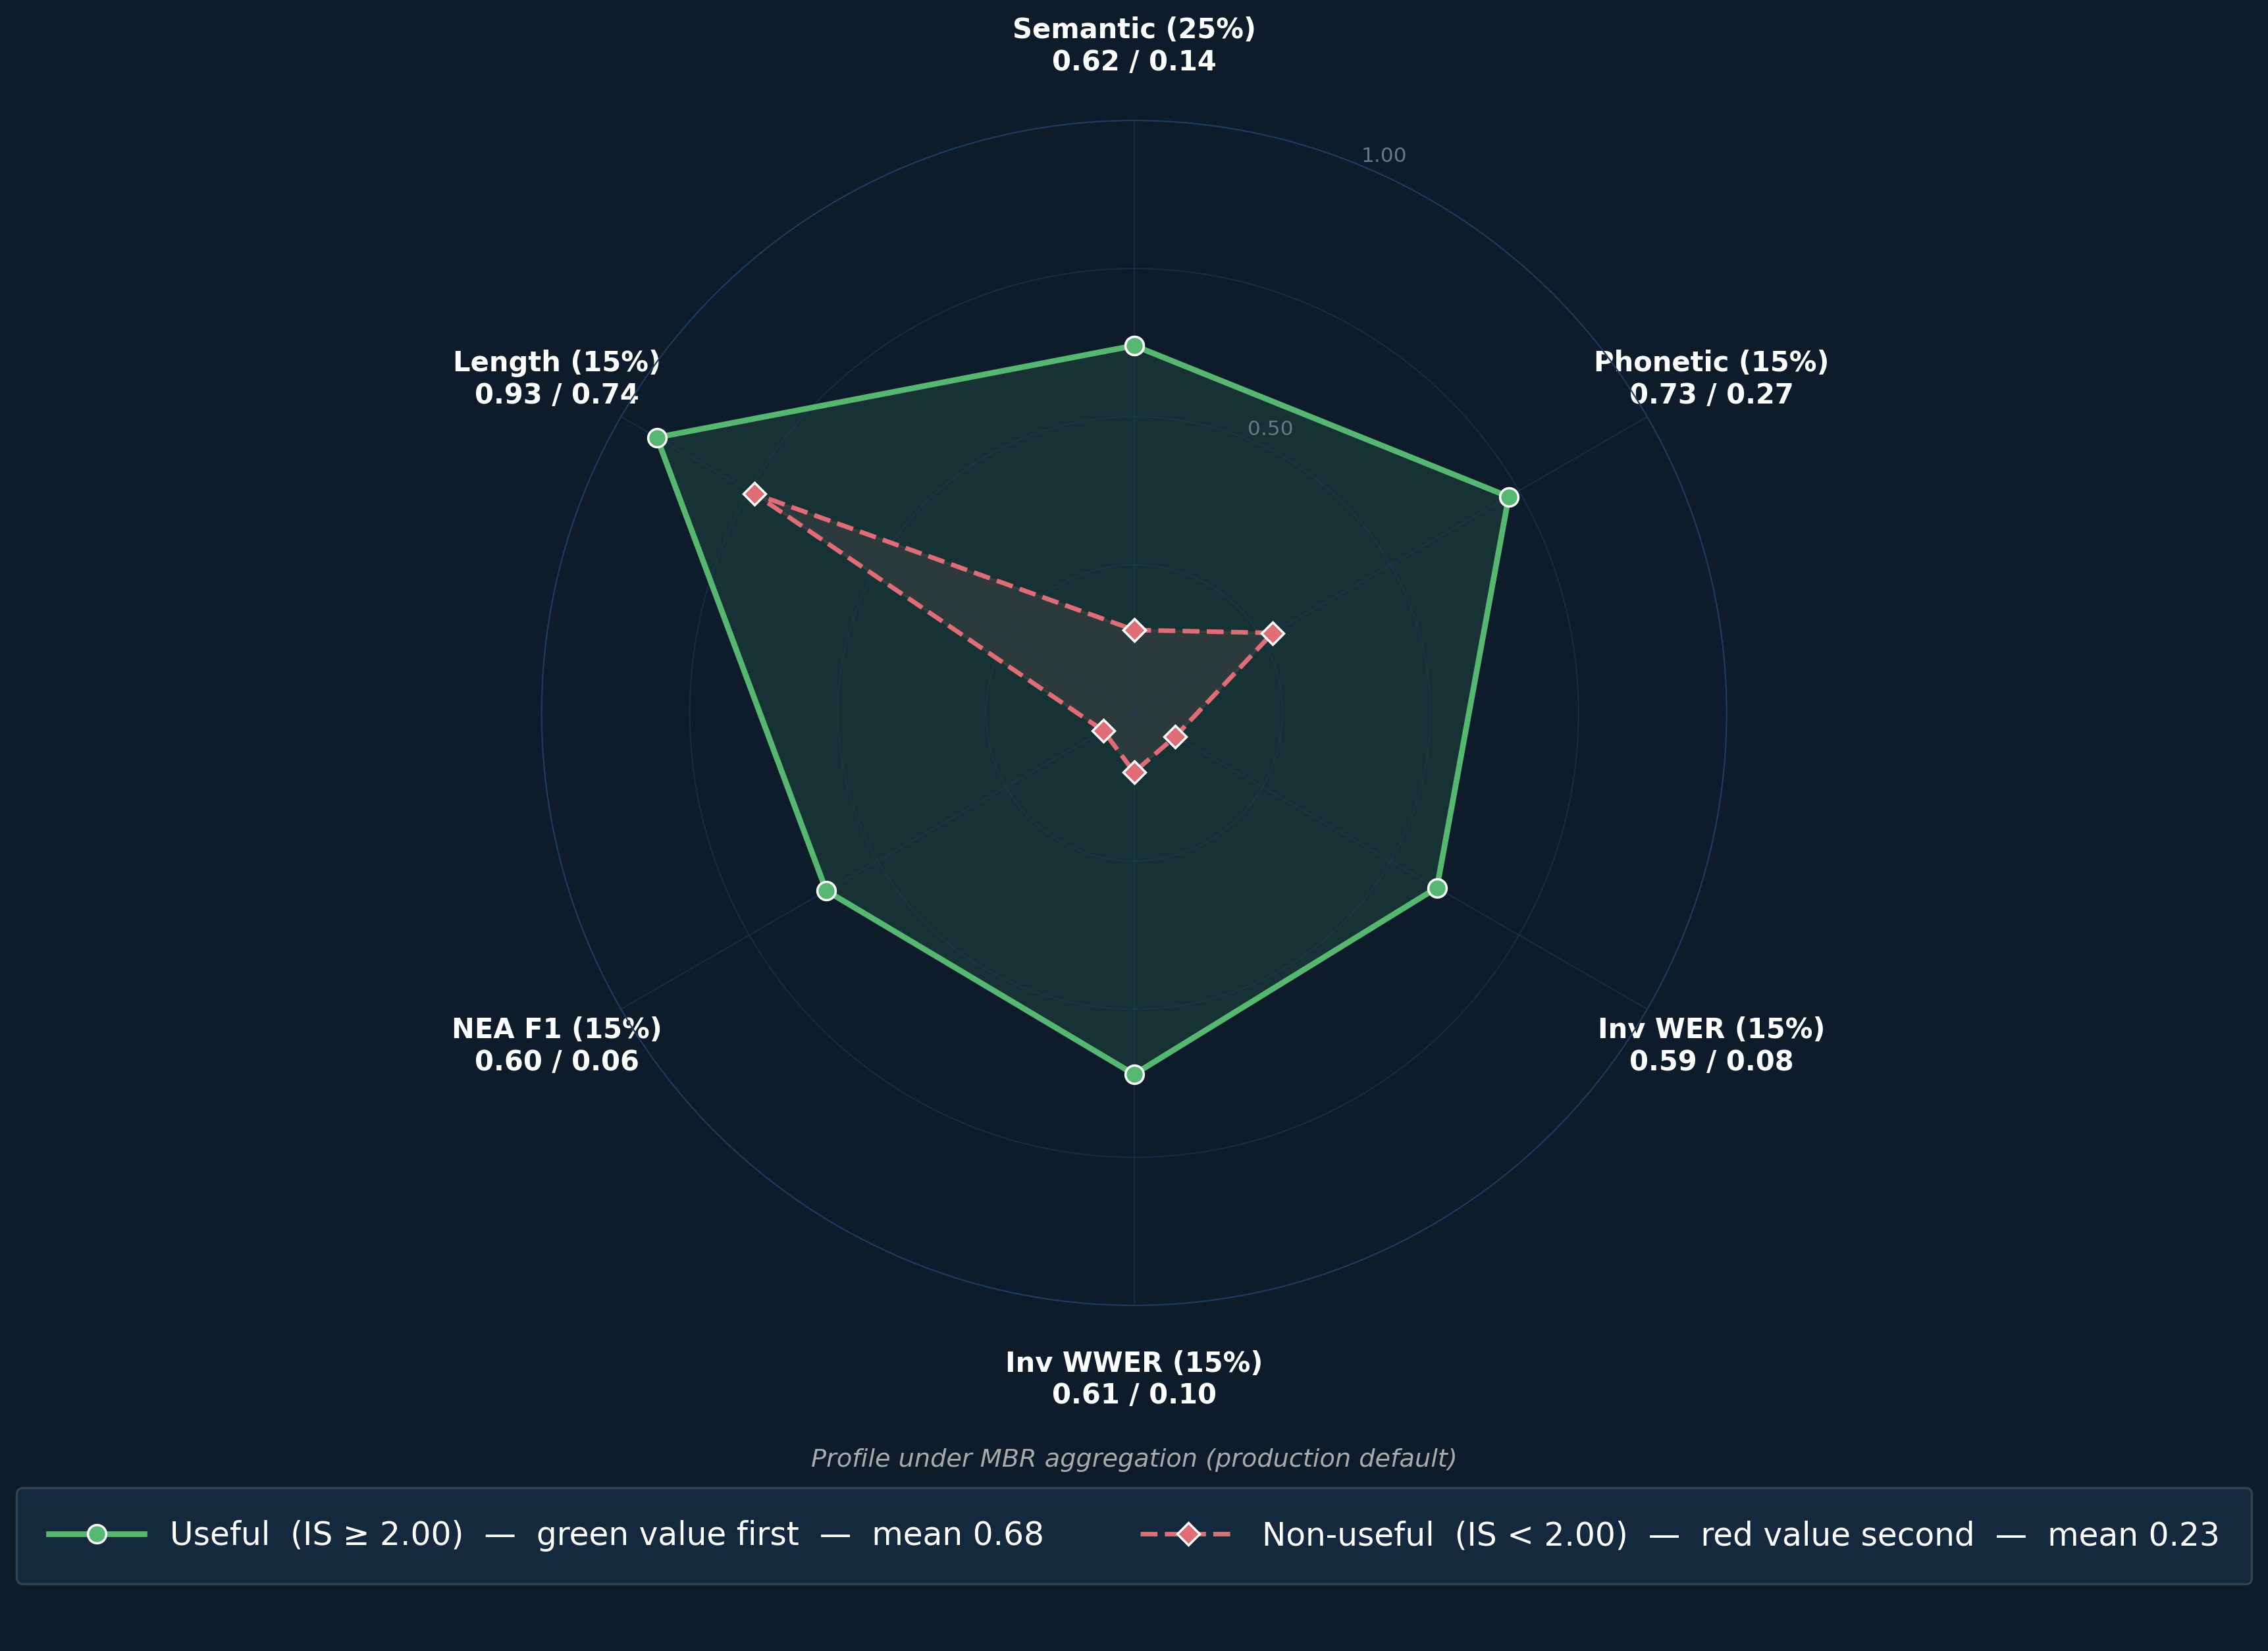 Semantic (25%)
0.62 / 0.14
1.00
Length (15%)
0.93 / 0.74
Phonetic (15%)
0.73 / 0.27
0.50
NEA F1 (15%)
0.60 / 0.06
Inv WER (15%)
0.59 / 0.08
Inv WWER (15%)
0.61 / 0.10
Profile under MBR aggregation (production default)
Useful (IS ≥ 2.00) — green value first — mean 0.68
Non-useful (IS < 2.00) — red value second — mean 0.23